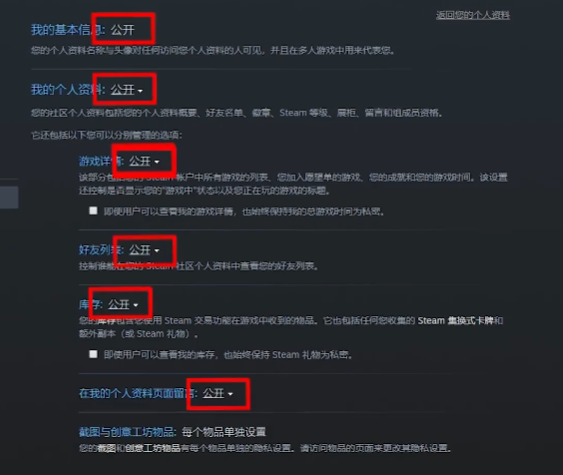 返回您的个人资料
我的基本信息: 公开
您的个人资料名称与头像对任何访问您个人资料的人可见，并且在多人游戏中用来代表您。
我的个人资料: 公开
您的社区个人资料包括您的个人资料概要、好友名单、徽章、Steam 等级、展柜、留言和组成员资格。
它还包括以下您可以分别管理的选项:
游戏详情: 公开
该部分包 Steam 帐户中所有游戏的列表、您加入愿望单的游戏、您的成就和您的游戏时间。该设置
还控制是否显示您的“游戏中”状态以及您正在玩的游戏的标题。
即使用户可以查看我的游戏详情，也始终保持我的总游戏时间为私密。
好友列表: 公开
控制谁能在您的 Steam 社区个人资料中查看您的好友列表。
库存: 公开
您的库存包含您使用 Steam 交易功能在游戏中收到的物品。它也包括任何您收集的 Steam 集换式卡牌和
额外副本（或 Steam 礼物）。
即使用户可以查看我的库存，也始终保持 Steam 礼物为私密。
在我的个人资料页面留言: 公开
截图与创意工坊物品: 每个物品单独设置
您的截图和创意工坊物品有每个物品单独的隐私设置。请访问物品的页面来更改其隐私设置。